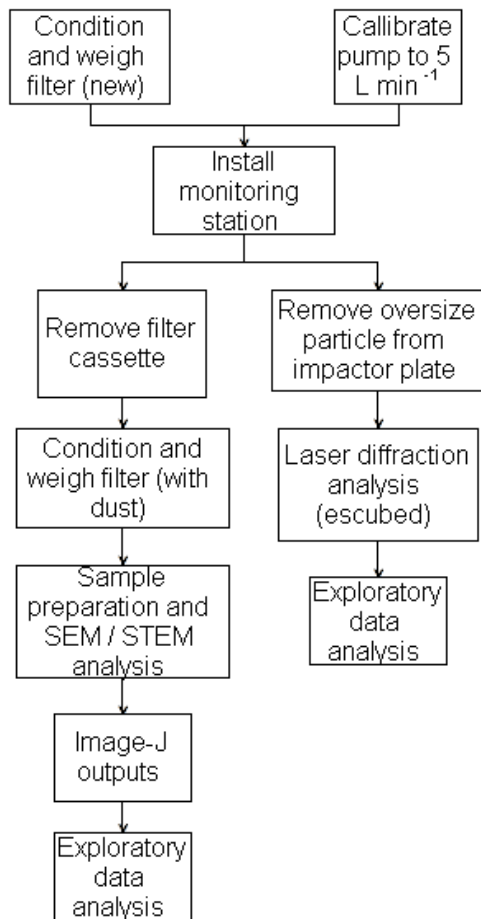 Condition
and weigh
filter (new)
Callibrate
pump to 5
L min -1
Install
monitoring
station
Remove filter
cassette
Remove oversize
particle from
impactor plate
Condition and
weigh filter (with
dust)
Laser diffraction
analysis
(escubed)
Sample
preparation and
SEM / STEM
analysis
Exploratory
data
analysis
Image-J
outputs
Exploratory
data
analysis